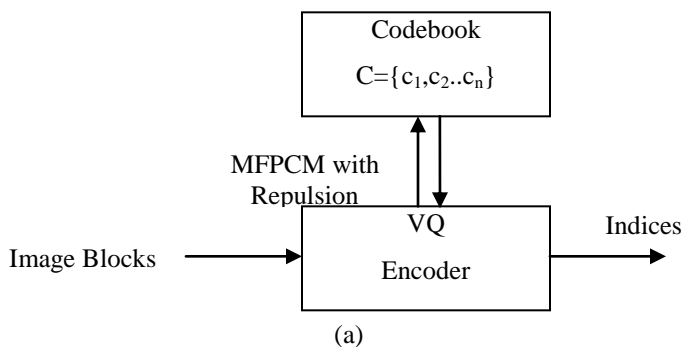 Codebook
C={c₁,c₂..cₙ}
MFPCM with
Repulsion
VQ
Indices
Image Blocks
Encoder
(a)